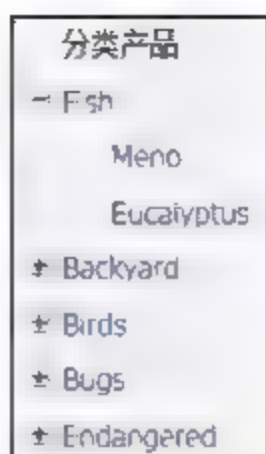 分类产品
Fish
Meno
Eucalyptus
Backyard
Birds
Bugs
Endangered